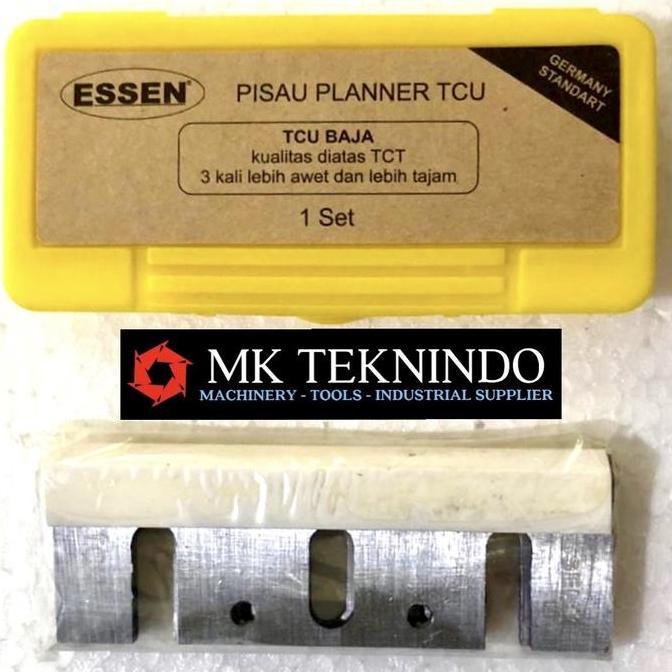 ESSEN®
PISAU PLANNER TCU
GERMANY
STANDART
TCU BAJA
kualitas diatas TCT
3 kali lebih awet dan lebih tajam
1 Set
MK TEKNINDO
MACHINERY - TOOLS - INDUSTRIAL SUPPLIER